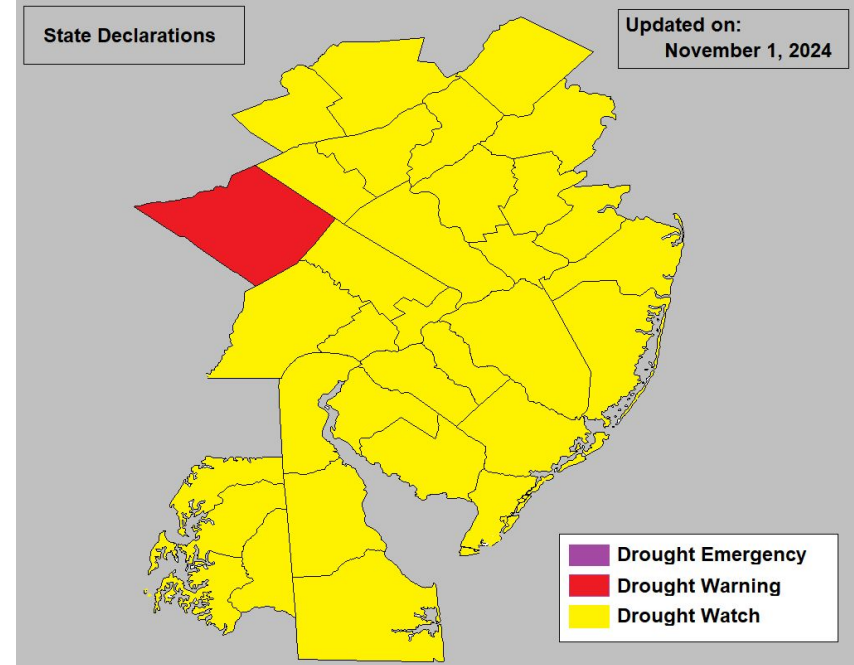 State Declarations
Updated on:
November 1, 2024
Drought Emergency
Drought Warning
Drought Watch